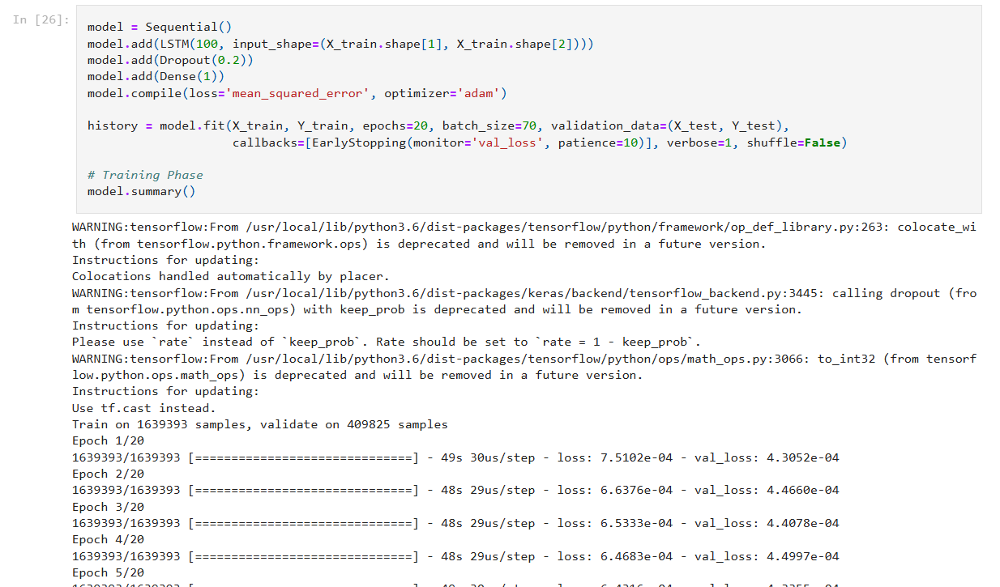 In [26]:
model = Sequential()
model.add(LSTM(100, input_shape=(X_train.shape[1], X_train.shape[2])))
model.add(Dropout(0.2))
model.add(Dense(1))
model.compile(loss='mean_squared_error', optimizer='adam')
history = model.fit(X_train, Y_train, epochs=20, batch_size=70, validation_data=(X_test, Y_test),
callbacks=[EarlyStopping(monitor='val_loss', patience=10)], verbose=1, shuffle=False)
# Training Phase
model.summary()
WARNING:tensorflow:From /usr/local/lib/python3.6/dist-packages/tensorflow/python/framework/op_def_library.py:263: colocate_wi
th (from tensorflow.python.framework.ops) is deprecated and will be removed in a future version.
Instructions for updating:
Colocations handled automatically by placer.
WARNING:tensorflow:From /usr/local/lib/python3.6/dist-packages/keras/backend/tensorflow_backend.py:3445: calling dropout (fro
m tensorflow.python.ops.nn_ops) with keep_prob is deprecated and will be removed in a future version.
Instructions for updating:
Please use `rate` instead of `keep_prob`. Rate should be set to `rate = 1 - keep_prob`.
WARNING:tensorflow:From /usr/local/lib/python3.6/dist-packages/tensorflow/python/ops/math_ops.py:3066: to_int32 (from tensorf
low.python.ops.math_ops) is deprecated and will be removed in a future version.
Instructions for updating:
Use tf.cast instead.
Train on 1639393 samples, validate on 409825 samples
Epoch 1/20
1639393/1639393 [==============================] - 49s 30us/step - loss: 7.5102e-04 - val_loss: 4.3052e-04
Epoch 2/20
1639393/1639393 [==============================] - 48s 29us/step - loss: 6.6376e-04 - val_loss: 4.4660e-04
Epoch 3/20
1639393/1639393 [==============================] - 48s 29us/step - loss: 6.5333e-04 - val_loss: 4.4078e-04
Epoch 4/20
1639393/1639393 [==============================] - 48s 29us/step - loss: 6.4683e-04 - val_loss: 4.4997e-04
Epoch 5/20